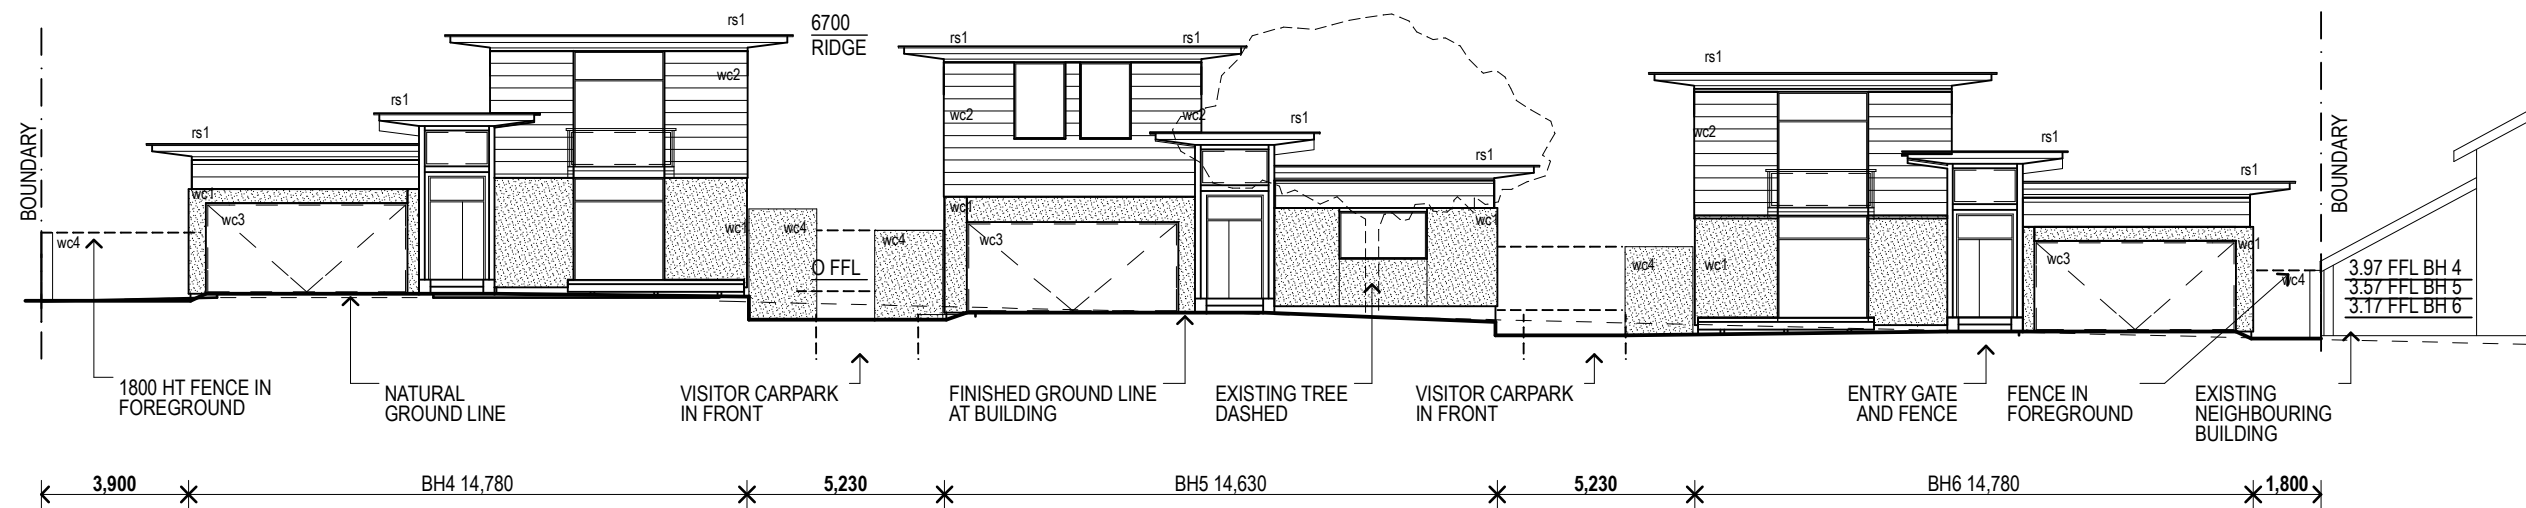 rs1
6700
RIDGE
rs1
rs1
rs1
wc2
rs1
rs1
wc2
wc2
rs1
rs1
wc2
rs1
rs1
rs1
BOUNDARY
BOUNDARY
wc1
wc3
wc4
wc1
wc4
wc4
O FFL
wc1
wc3
wc1
wc4
wc1
wc3
wc1
wc4
3.97 FFL BH 4
3.57 FFL BH 5
3.17 FFL BH 6
1800 HT FENCE IN
FOREGROUND
NATURAL
GROUND LINE
VISITOR CARPARK
IN FRONT
FINISHED GROUND LINE
AT BUILDING
EXISTING TREE
DASHED
VISITOR CARPARK
IN FRONT
ENTRY GATE
AND FENCE
FENCE IN
FOREGROUND
EXISTING
NEIGHBOURING
BUILDING
3,900
BH4 14,780
5,230
BH5 14,630
5,230
BH6 14,780
1,800